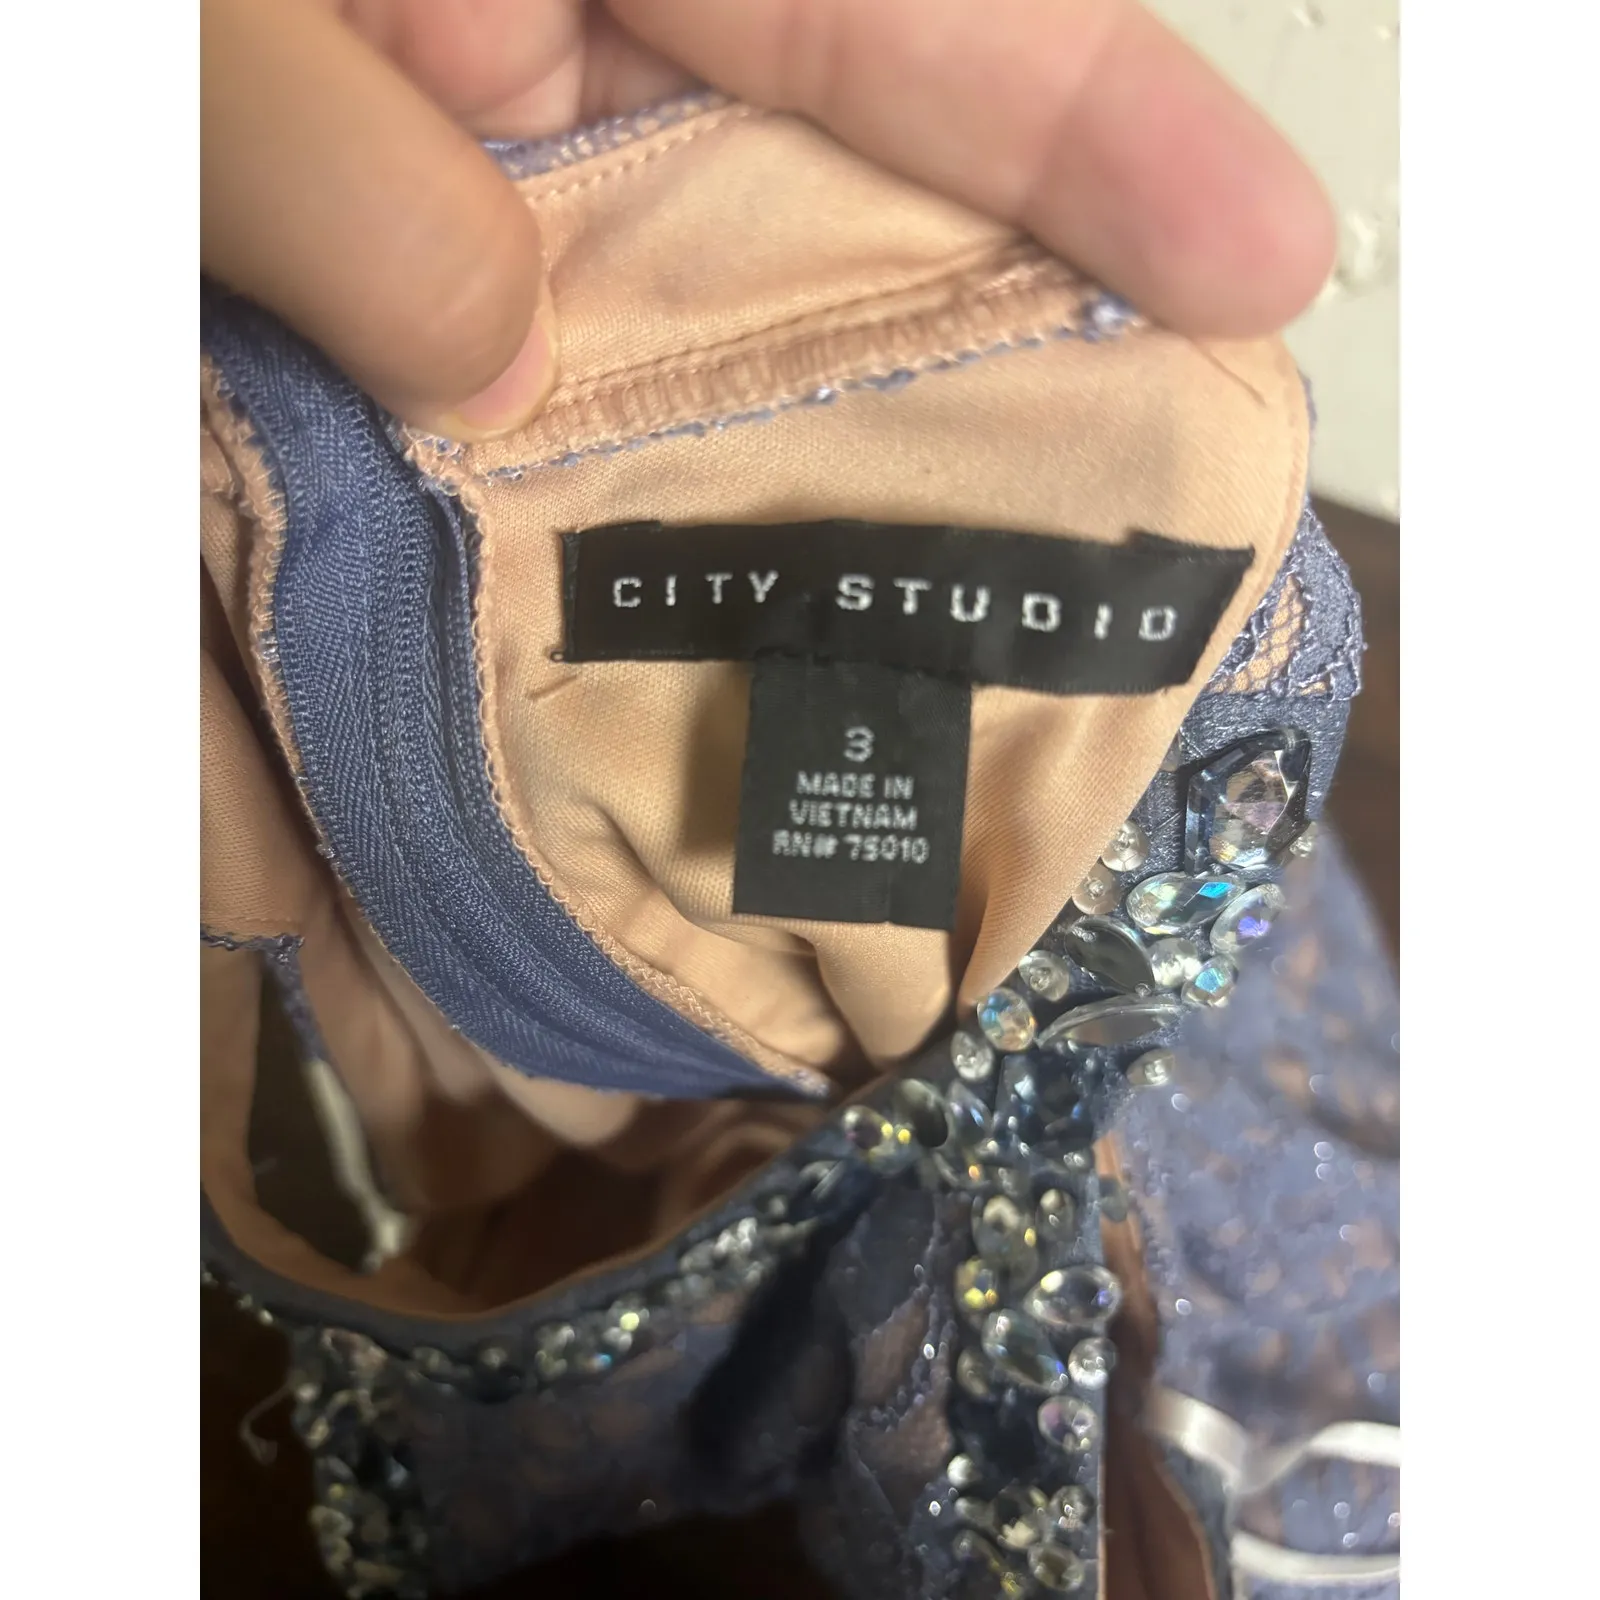 CITY STUDIO
3
MADE IN
VIETNAM
RN# 75010